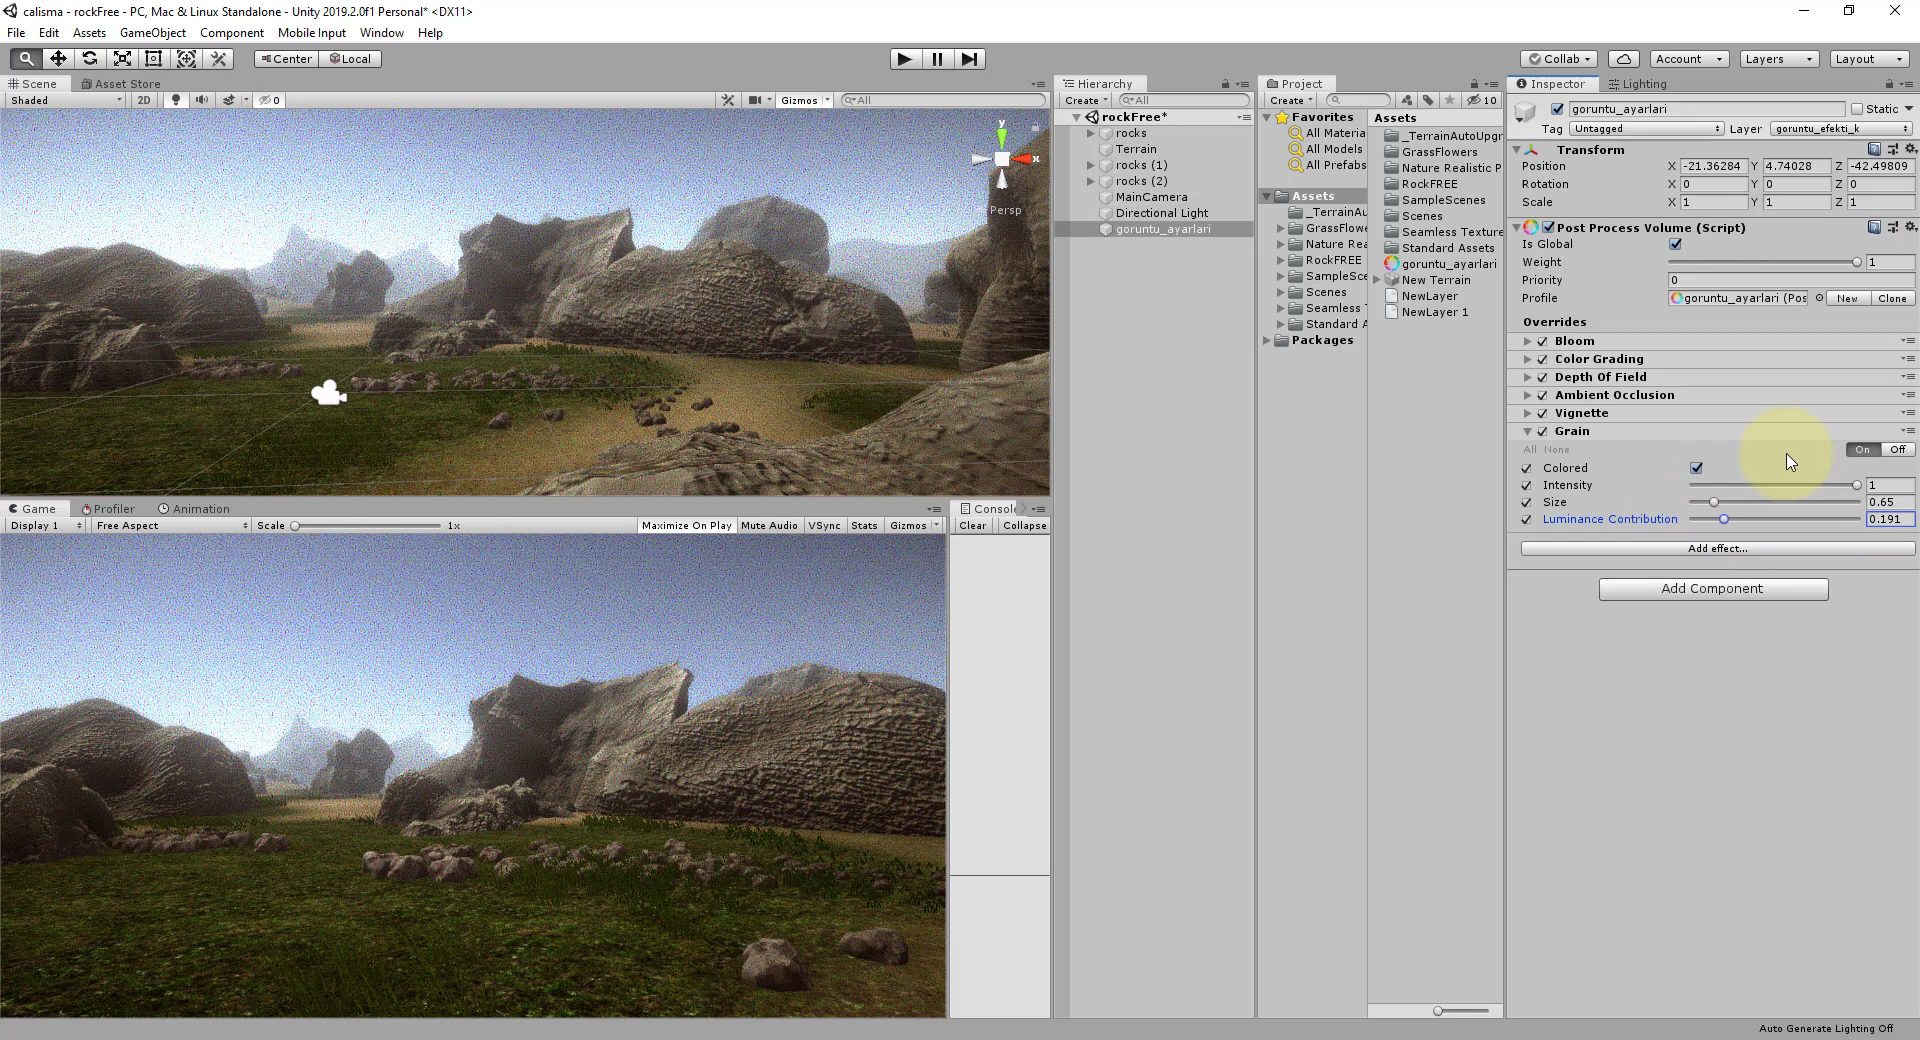 calisma - rockFree - PC, Mac & Linux Standalone - Unity 2019.2.0f1 Personal* <DX11>
File Edit Assets GameObject Component Mobile Input Window Help
Center Local
Collab Account Layers Layout
Scene Asset Store
Shaded 2D 0 Gizmos All
Hierarchy
Create All
rockFree*
rocks
Terrain
rocks (1)
rocks (2)
MainCamera
Directional Light
goruntu_ayarlari
Project
Create 10
Favorites
All Materia
All Models
All Prefabs
Assets
_TerrainAu
GrassFlowe
Nature Rea
RockFREE
SampleSce
Scenes
Seamless T
Standard A
Packages
Assets
_TerrainAutoUpgr
GrassFlowers
Nature Realistic P
RockFREE
SampleScenes
Scenes
Seamless Texture
Standard Assets
goruntu_ayarlari
New Terrain
NewLayer
NewLayer 1
Inspector Lighting
goruntu_ayarlari Static
Tag Untagged Layer goruntu_efekti_k
Transform
Position X -21.36284 Y 4.74028 Z -42.49809
Rotation X 0 Y 0 Z 0
Scale X 1 Y 1 Z 1
Post Process Volume (Script)
Is Global
Weight 1
Priority 0
Profile goruntu_ayarlari (Pos New Clone
Overrides
Bloom
Color Grading
Depth Of Field
Ambient Occlusion
Vignette
Grain
All None On Off
Colored
Intensity 1
Size 0.65
Luminance Contribution 0.191
Add effect...
Add Component
y
x
Persp
Game Profiler Animation
Display 1 Free Aspect Scale 1x Maximize On Play Mute Audio VSync Stats Gizmos
Console
Clear Collapse
Auto Generate Lighting Off